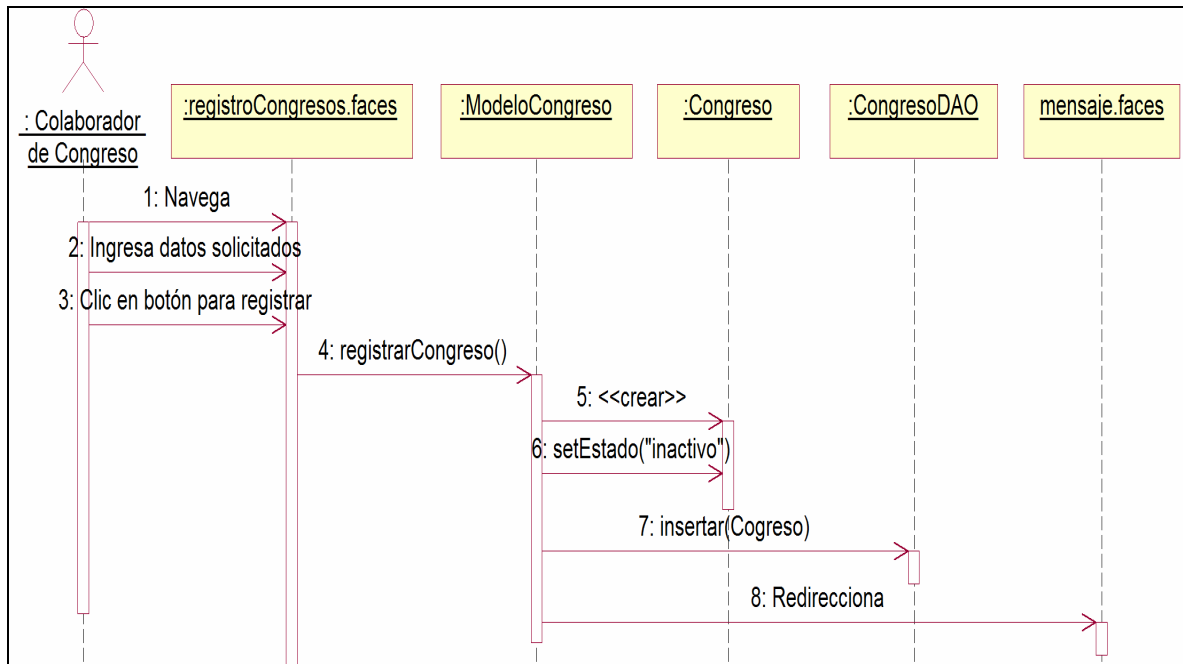 : Colaborador
de Congreso
:registroCongresos.faces
:ModeloCongreso
:Congreso
:CongresoDAO
mensaje.faces
1: Navega
2: Ingresa datos solicitados
3: Clic en botón para registrar
4: registrarCongreso()
5: <<crear>>
6: setEstado("inactivo")
7: insertar(Cogreso)
8: Redirecciona